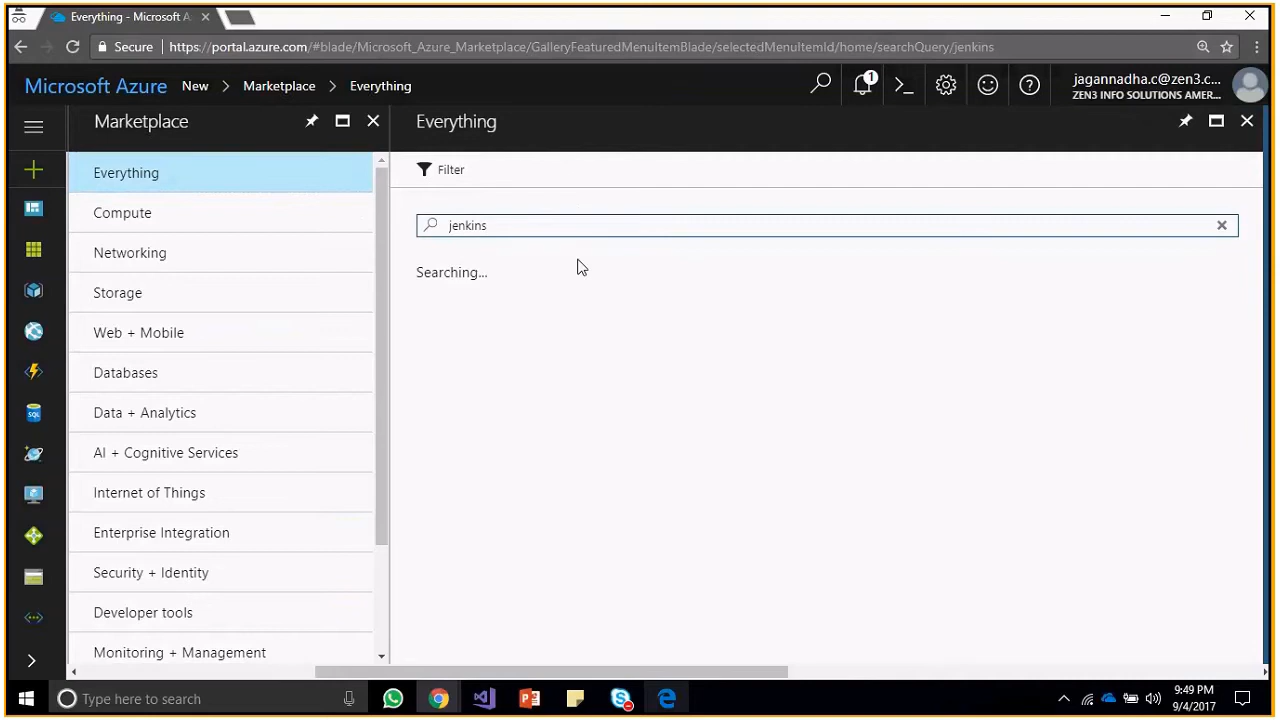 Everything - Microsoft A
Secure
https://portal.azure.com/#blade/Microsoft_Azure_Marketplace/GalleryFeaturedMenuItemBlade/selectedMenuItemId/home/searchQuery/jenkins
Microsoft Azure New > Marketplace > Everything
1
jagannadha.c@zen3.c...
ZEN3 INFO SOLUTIONS AMER...
Marketplace
Everything
Compute
Networking
Storage
Web + Mobile
Databases
Data + Analytics
AI + Cognitive Services
Internet of Things
Enterprise Integration
Security + Identity
Developer tools
Monitoring + Management
Everything
Filter
jenkins
Searching...
SQL
Type here to search
9:49 PM
9/4/2017